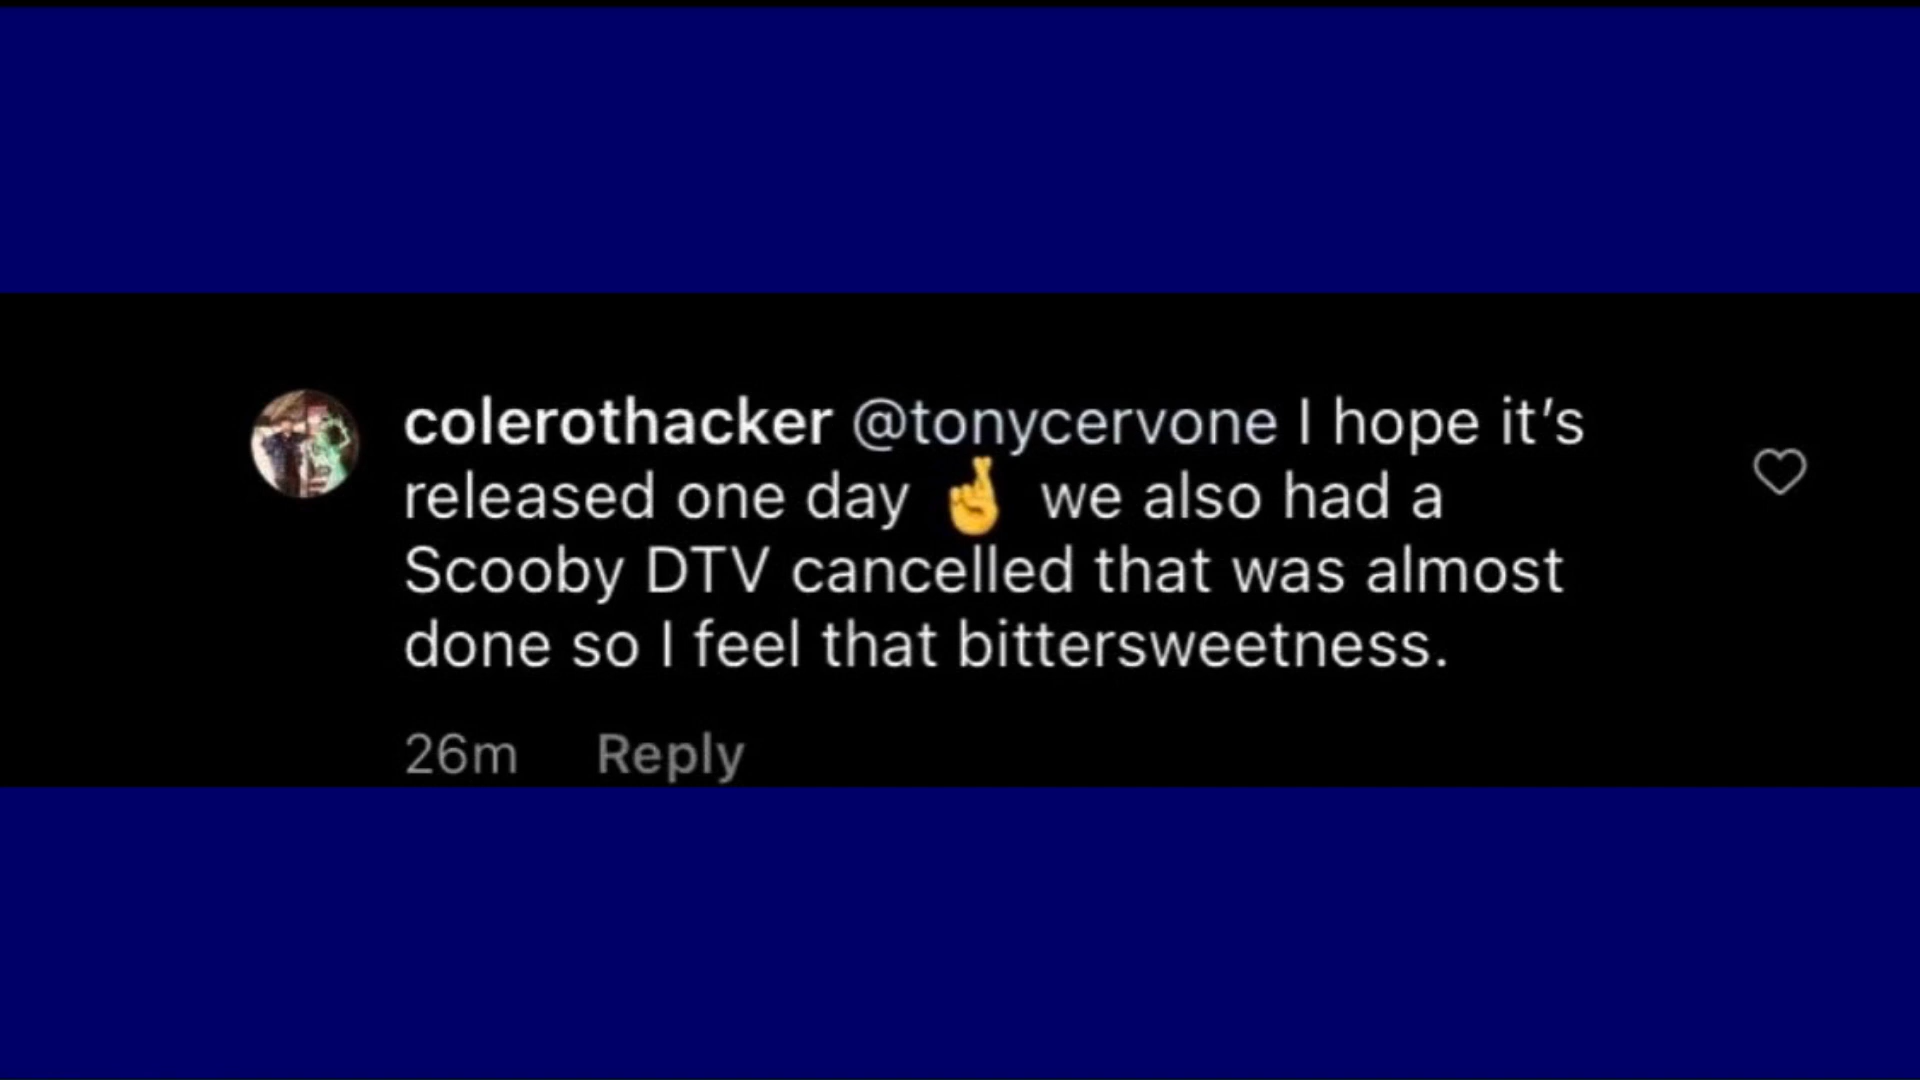 colerothacker @tonycervone I hope it's
released one day 🤞 we also had a
Scooby DTV cancelled that was almost
done so I feel that bittersweetness.
26m Reply